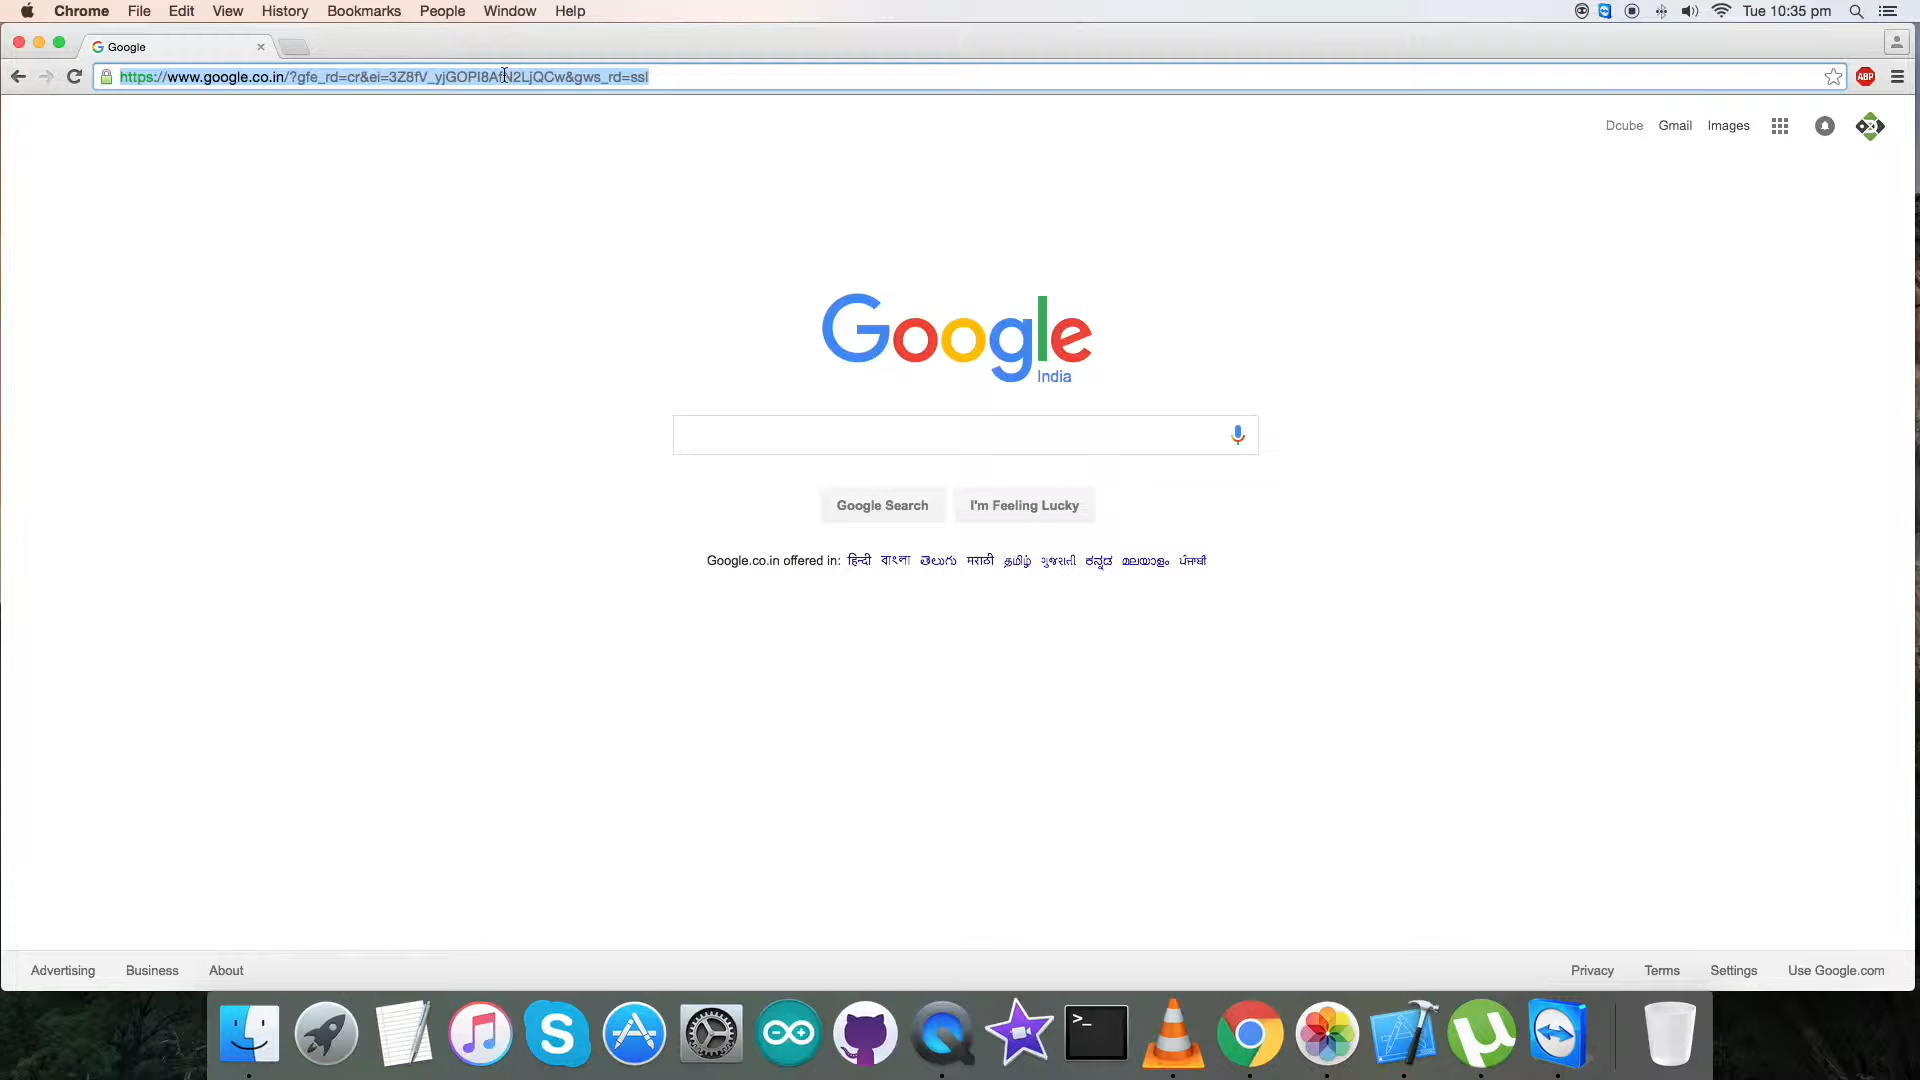 Chrome File Edit View History Bookmarks People Window Help Tue 10:35 pm
Google
https://www.google.co.in/?gfe_rd=cr&ei=3Z8fV_yjGOPI8AfN2LjQCw&gws_rd=ssl
ABP
Dcube Gmail Images
Google
India
Google Search I'm Feeling Lucky
Google.co.in offered in: हिन्दी বাংলা తెలుగు मराठी தமிழ் ગુજરાતી ಕನ್ನಡ മലയാളം ਪੰਜਾਬੀ
Advertising Business About Privacy Terms Settings Use Google.com